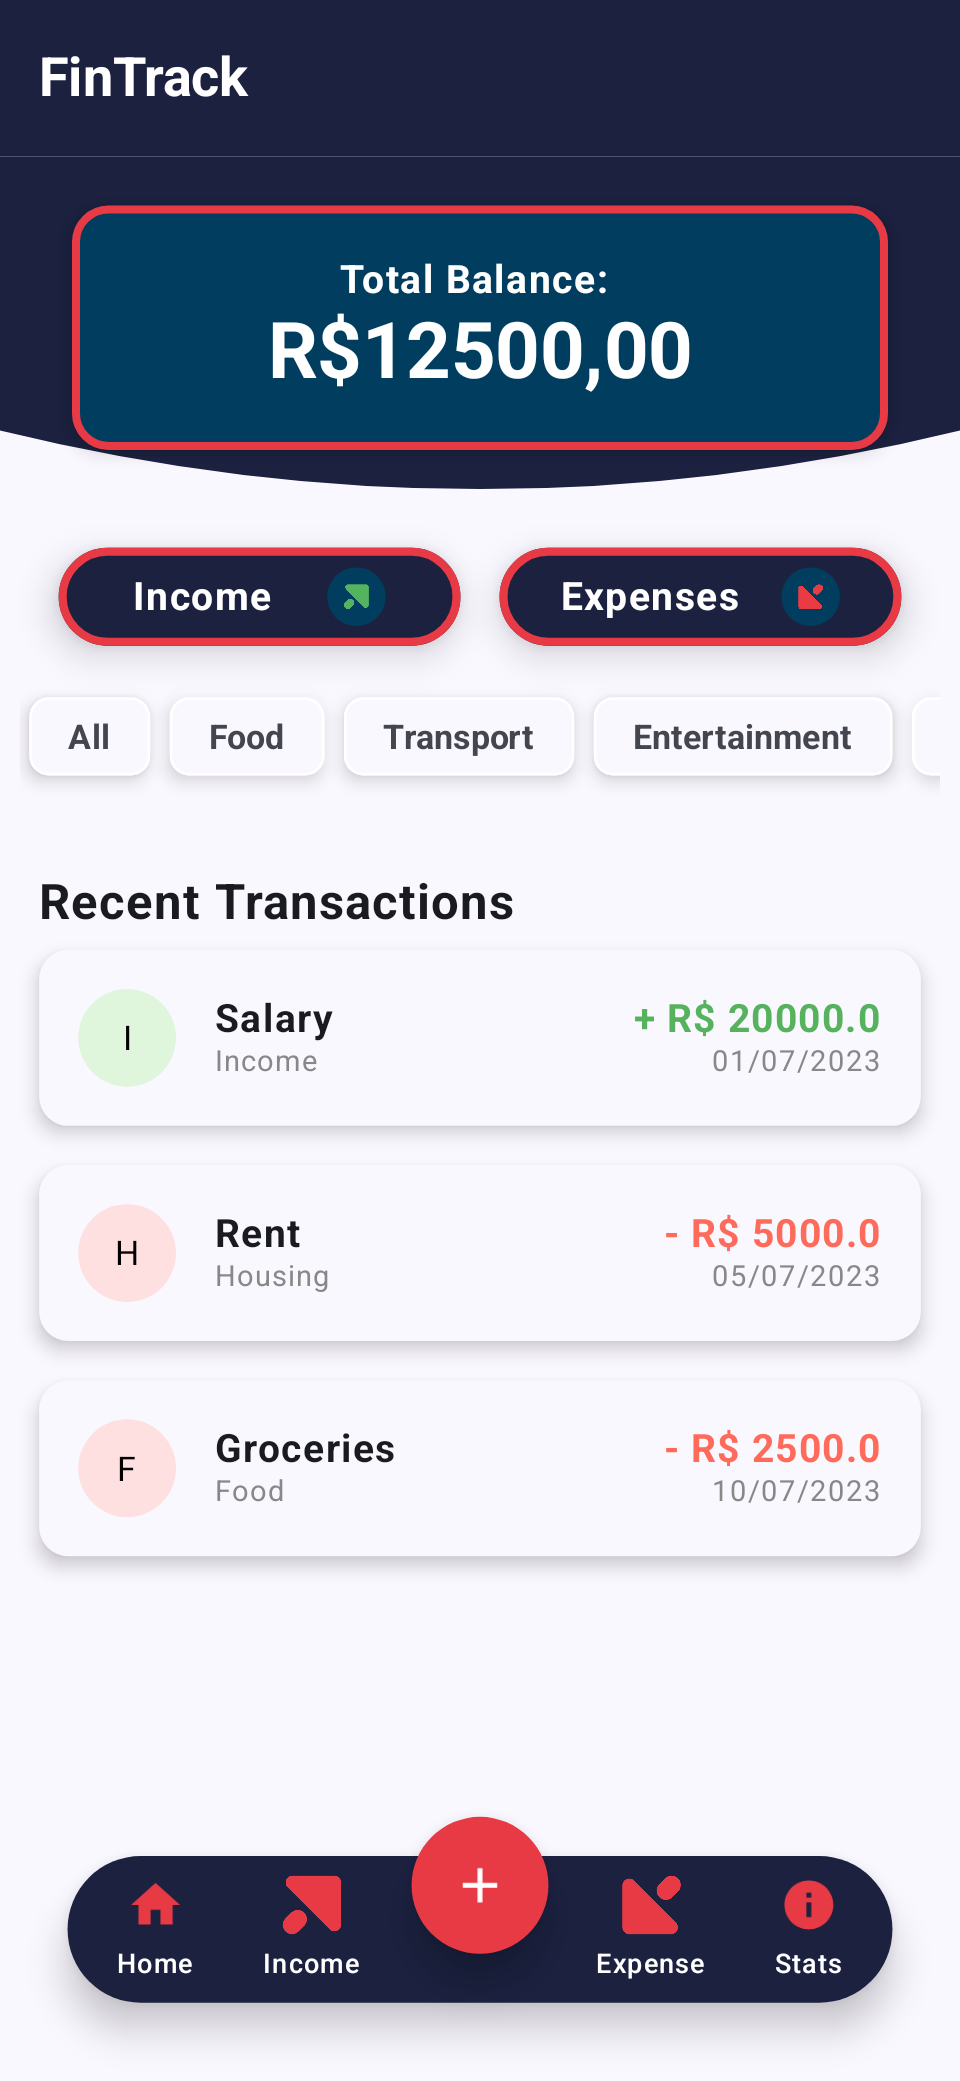 FinTrack
Total Balance:
R$12500,00
Income
Expenses
All
Food
Transport
Entertainment
Recent Transactions
I
Salary
+ R$ 20000.0
Income
01/07/2023
H
Rent
- R$ 5000.0
Housing
05/07/2023
F
Groceries
- R$ 2500.0
Food
10/07/2023
+
Home
Income
Expense
Stats